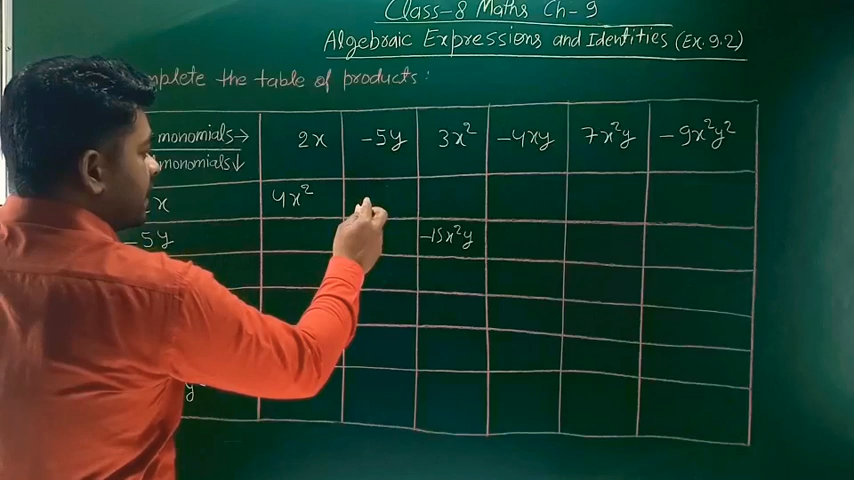 Class-8 Maths Ch-9
Algebraic Expressions and Identities (Ex.9.2)
mplete the table of products:
monomials→ 2x -5y 3x² -4xy 7x²y -9x²y²
monomials↓
x 4x²
-5y -15x²y
y